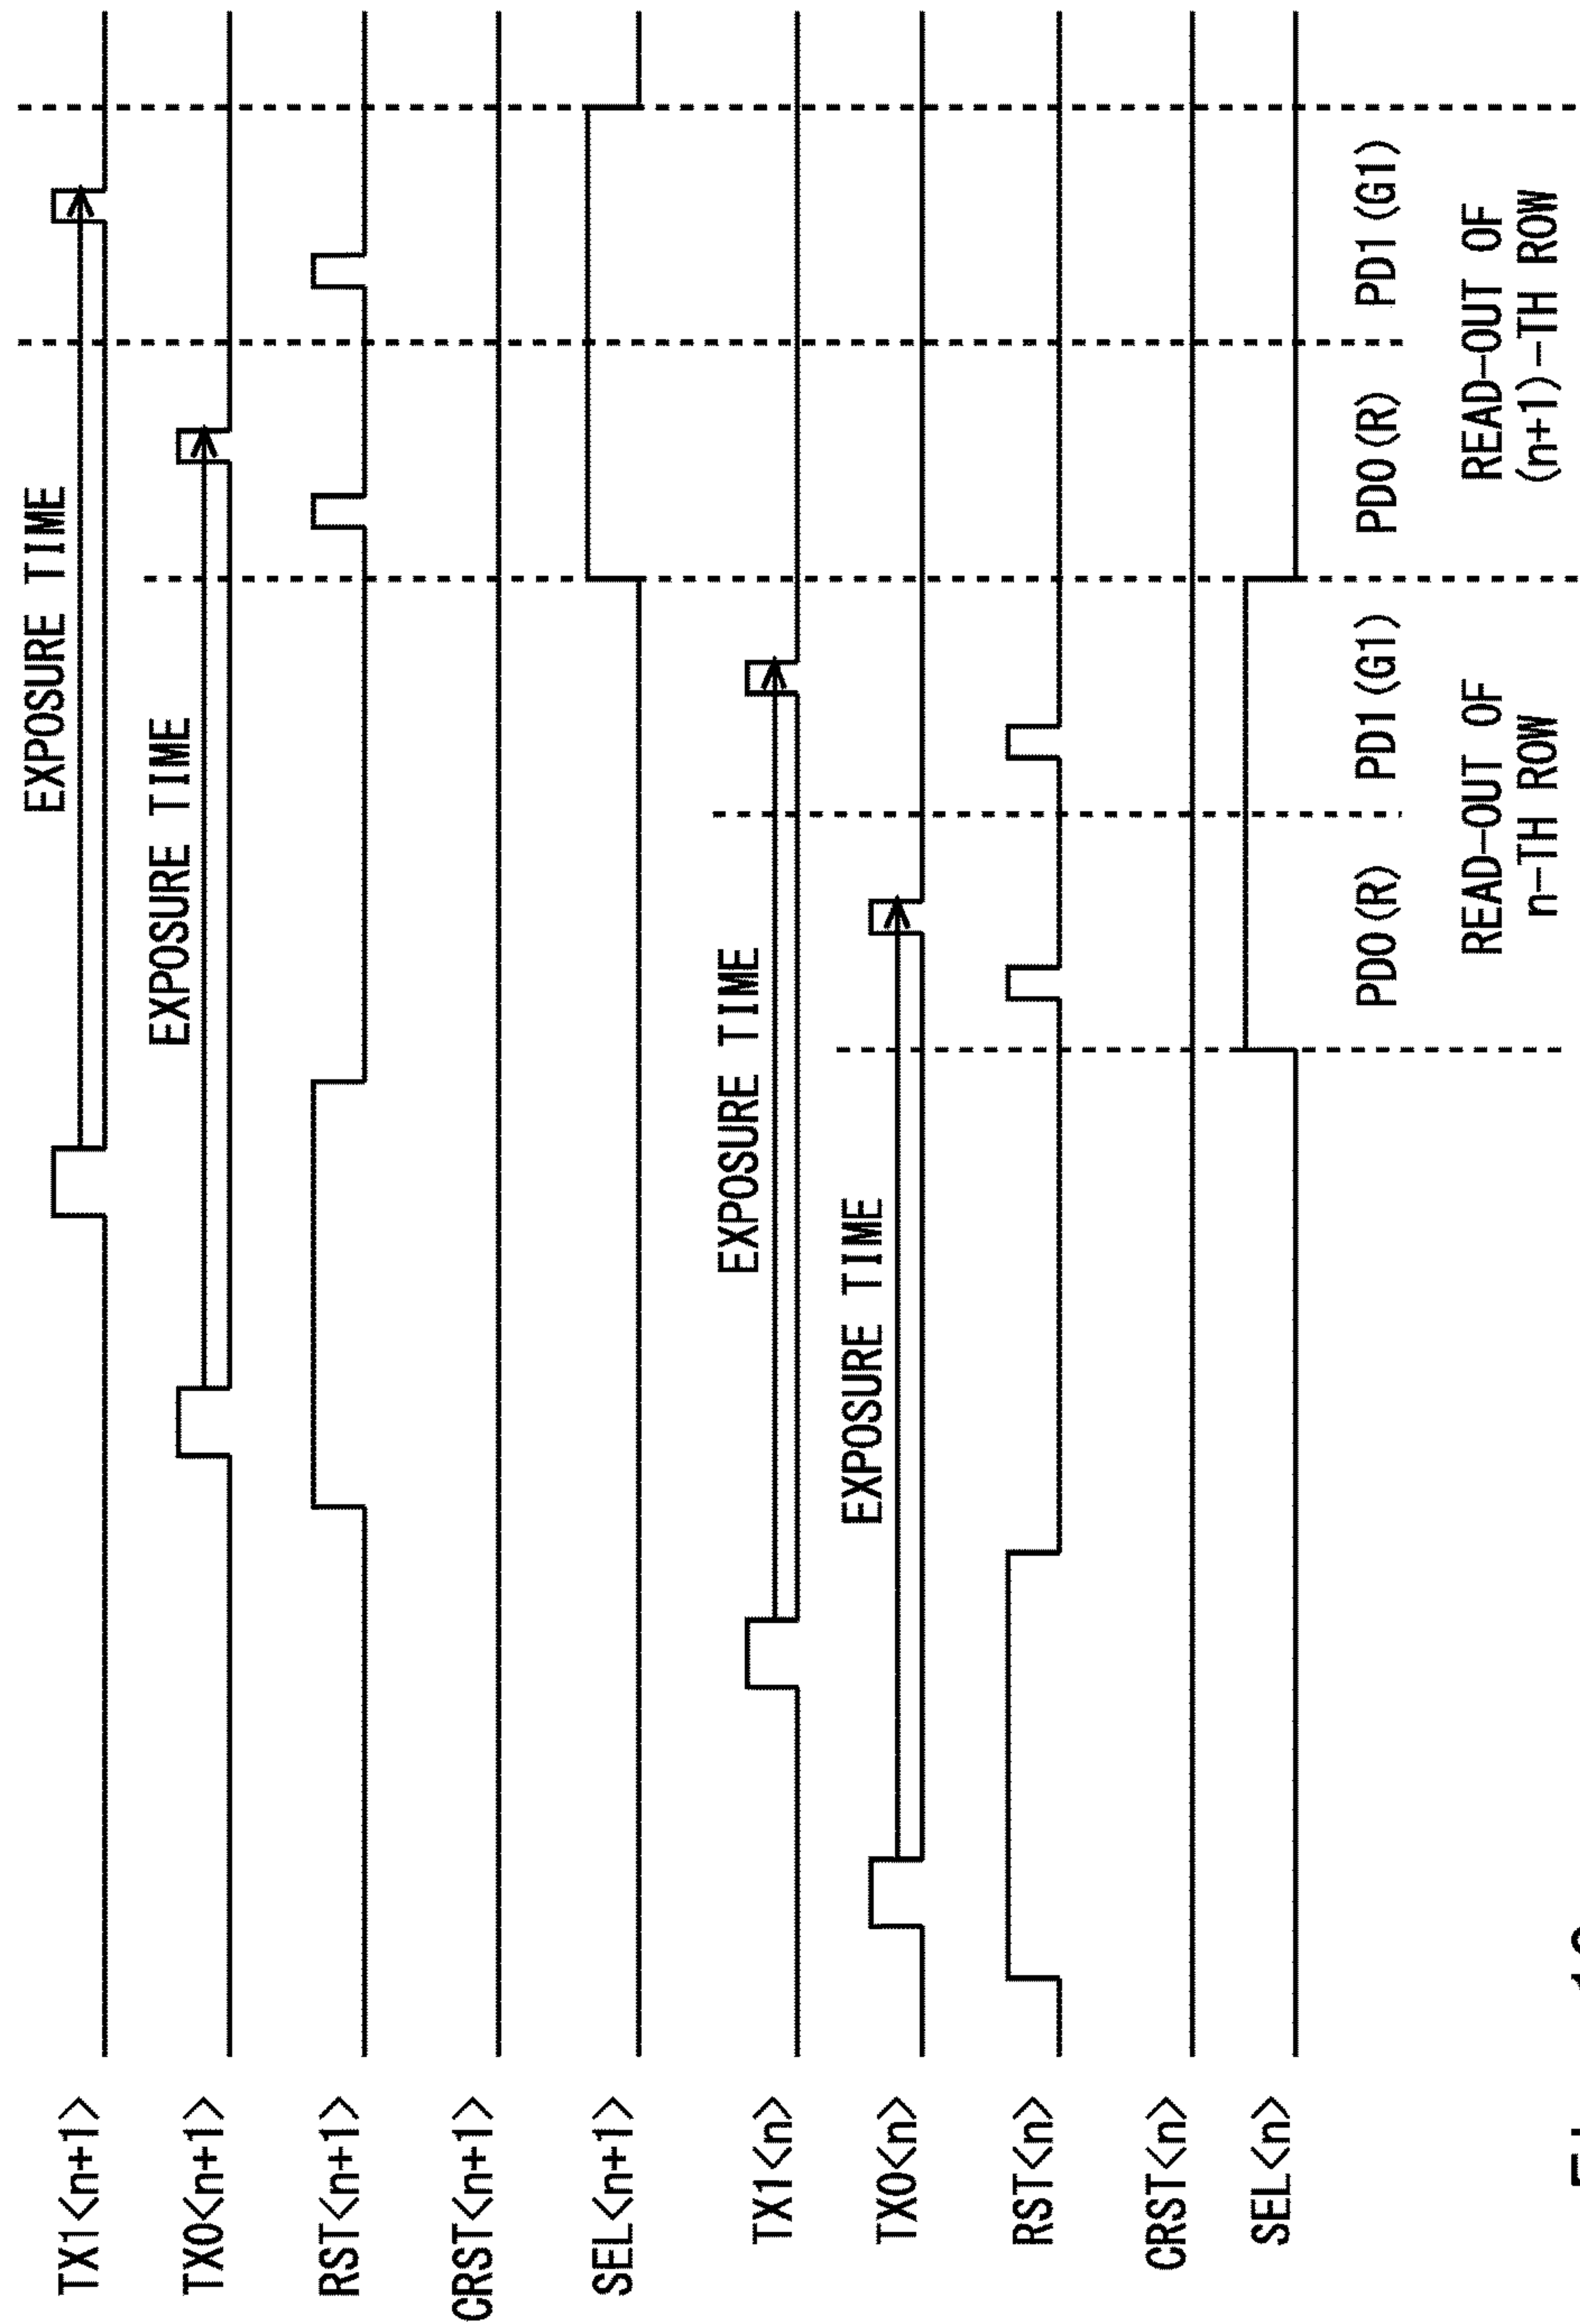 TX1<n+1>
EXPOSURE TIME
TX0<n+1>
EXPOSURE TIME
RST<n+1>
CRST<n+1>
SEL<n+1>
TX1<n>
EXPOSURE TIME
TX0<n>
EXPOSURE TIME
RST<n>
CRST<n>
SEL<n>
PD0(R) PD1(G1) PD0(R) PD1(G1)
READ-OUT OF
n-TH ROW
READ-OUT OF
(n+1)-TH ROW